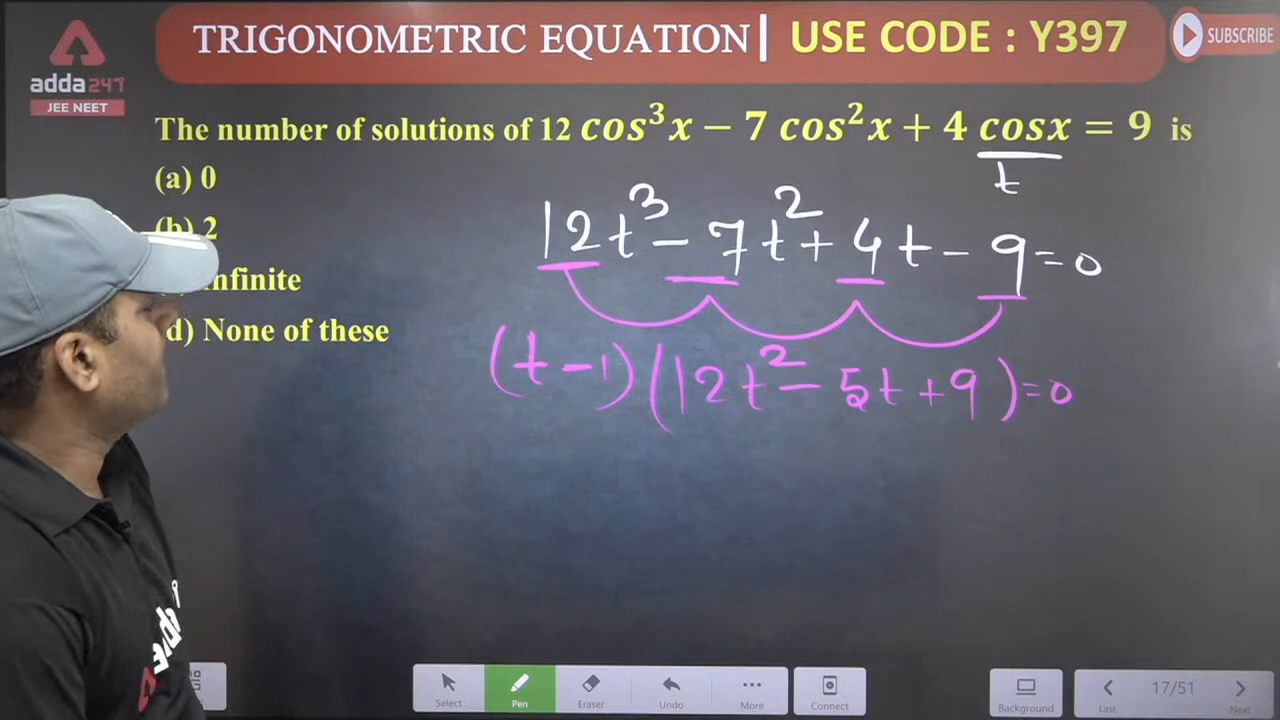 TRIGONOMETRIC EQUATION| USE CODE : Y397
SUBSCRIBE
adda247
JEE NEET
The number of solutions of 12 cos³x − 7 cos²x + 4 cosx = 9 is
t
(a) 0
(b) 2
nfinite
d) None of these
12t³ − 7t² + 4t − 9 = 0
(t − 1)(12t² − 5t + 9) = 0
Select
Pen
Eraser
Undo
More
Connect
Background
17/51
Last
Next